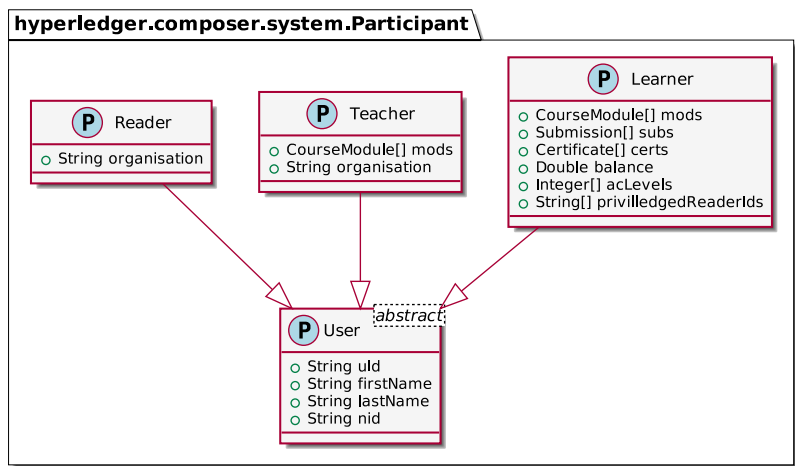 hyperledger.composer.system.Participant
P Reader
String organisation
P Teacher
CourseModule[] mods
String organisation
P Learner
CourseModule[] mods
Submission[] subs
Certificate[] certs
Double balance
Integer[] acLevels
String[] privilledgedReaderIds
P User
abstract
String uId
String firstName
String lastName
String nid